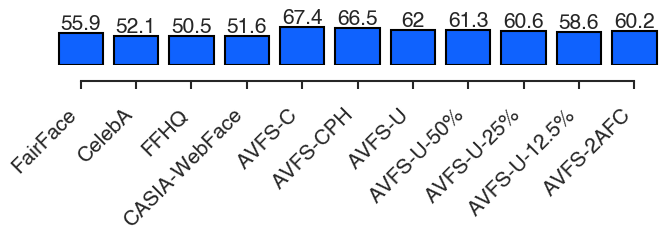 55.9 52.1 50.5 51.6 67.4 66.5 62 61.3 60.6 58.6 60.2
FairFace
CelebA
FFHQ
CASIA-WebFace
AVFS-C
AVFS-CPH
AVFS-U
AVFS-U-50%
AVFS-U-25%
AVFS-U-12.5%
AVFS-2AFC